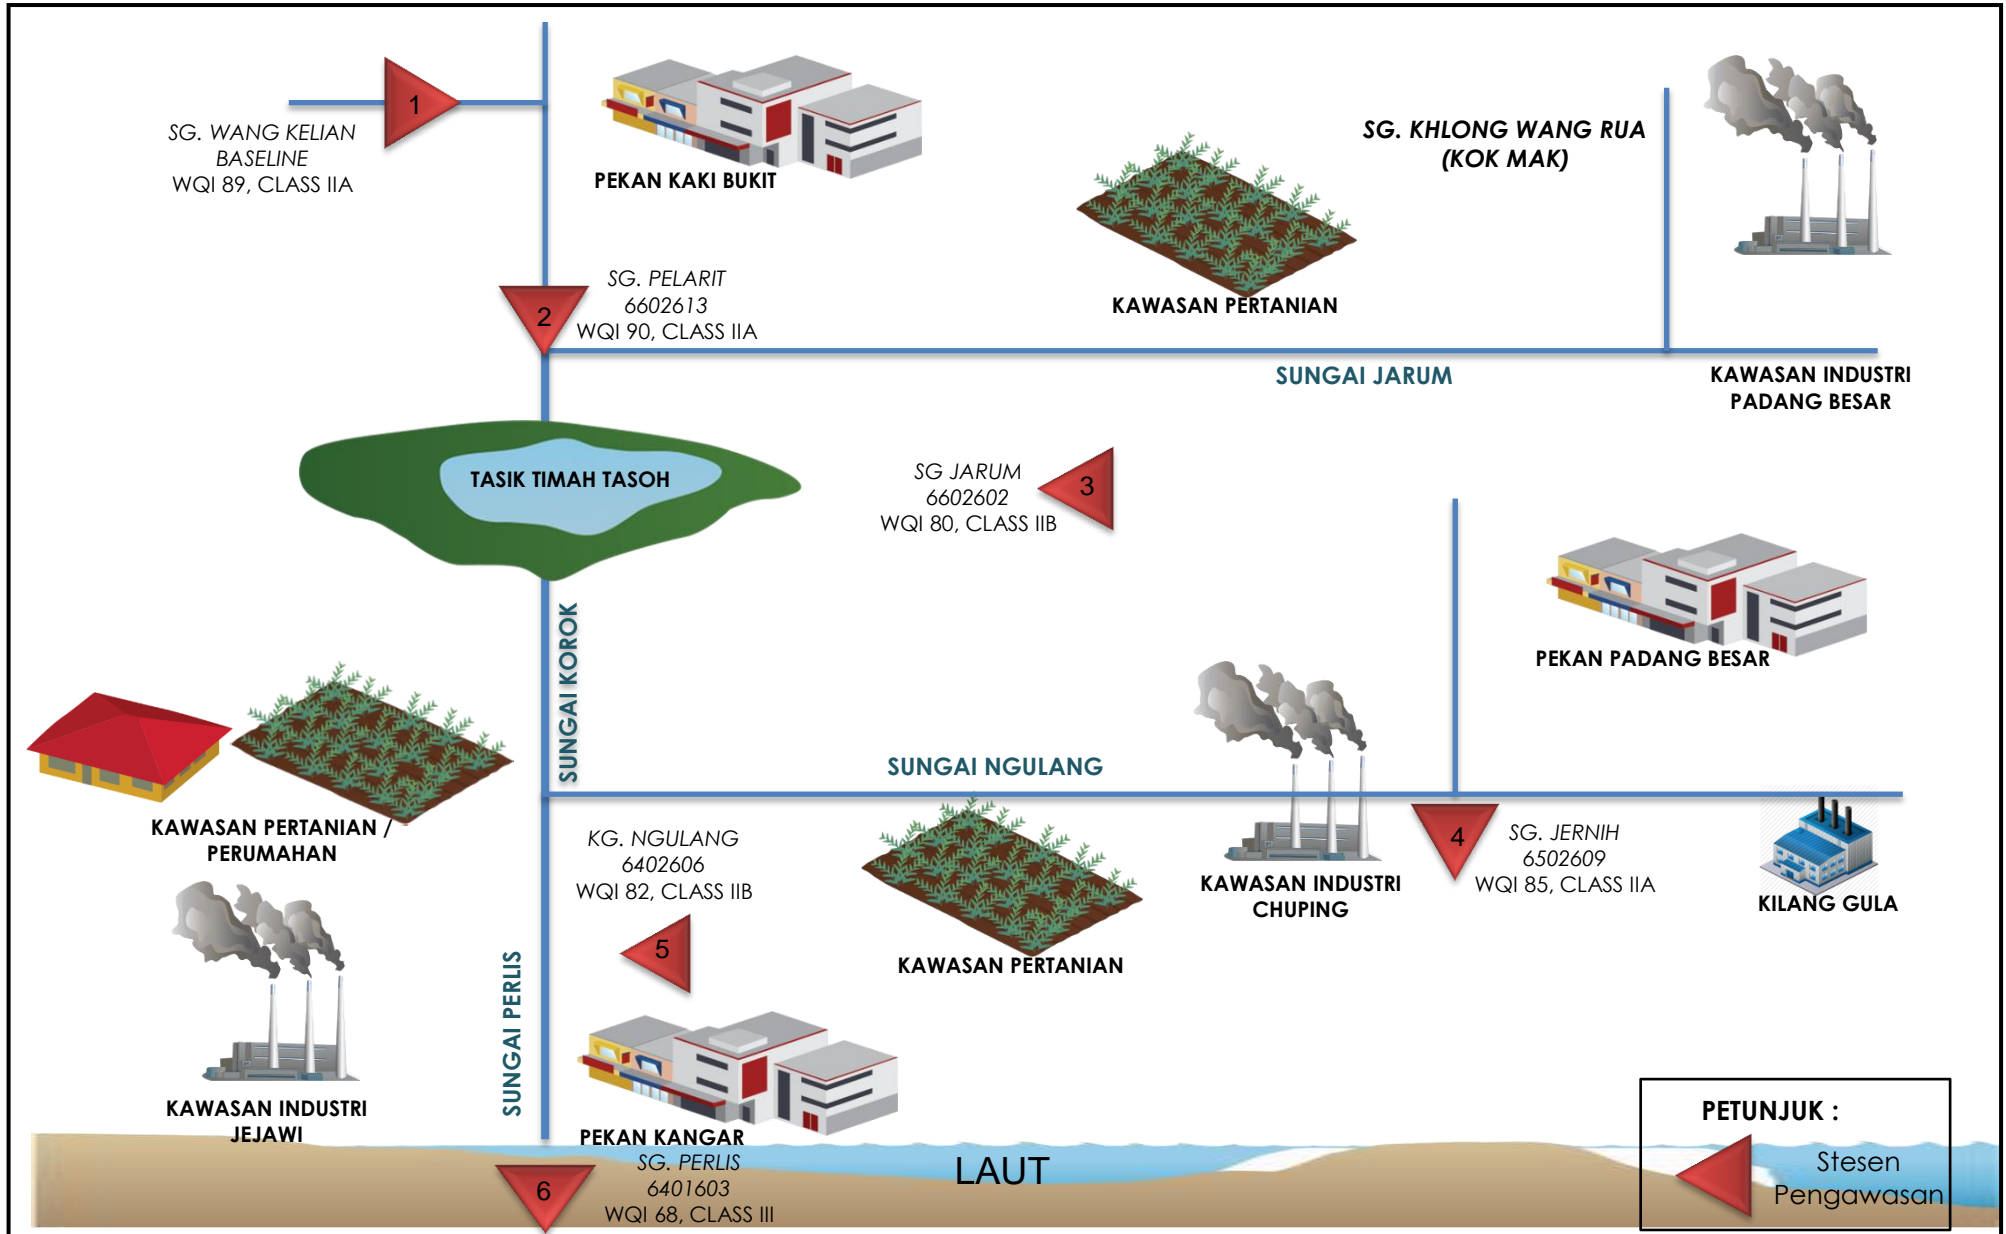 1
SG. WANG KELIAN
BASELINE
WQI 89, CLASS IIA
PEKAN KAKI BUKIT
SG. KHLONG WANG RUA
(KOK MAK)
2
SG. PELARIT
6602613
WQI 90, CLASS IIA
KAWASAN PERTANIAN
SUNGAI JARUM
KAWASAN INDUSTRI
PADANG BESAR
TASIK TIMAH TASOH
SG JARUM
6602602
WQI 80, CLASS IIB
3
PEKAN PADANG BESAR
SUNGAI KOROK
SUNGAI NGULANG
KAWASAN PERTANIAN /
PERUMAHAN
KG. NGULANG
6402606
WQI 82, CLASS IIB
5
KAWASAN PERTANIAN
KAWASAN INDUSTRI
CHUPING
4
SG. JERNIH
6502609
WQI 85, CLASS IIA
KILANG GULA
SUNGAI PERLIS
KAWASAN INDUSTRI
JEJAWI
PEKAN KANGAR
6
SG. PERLIS
6401603
WQI 68, CLASS III
LAUT
PETUNJUK :
Stesen
Pengawasan